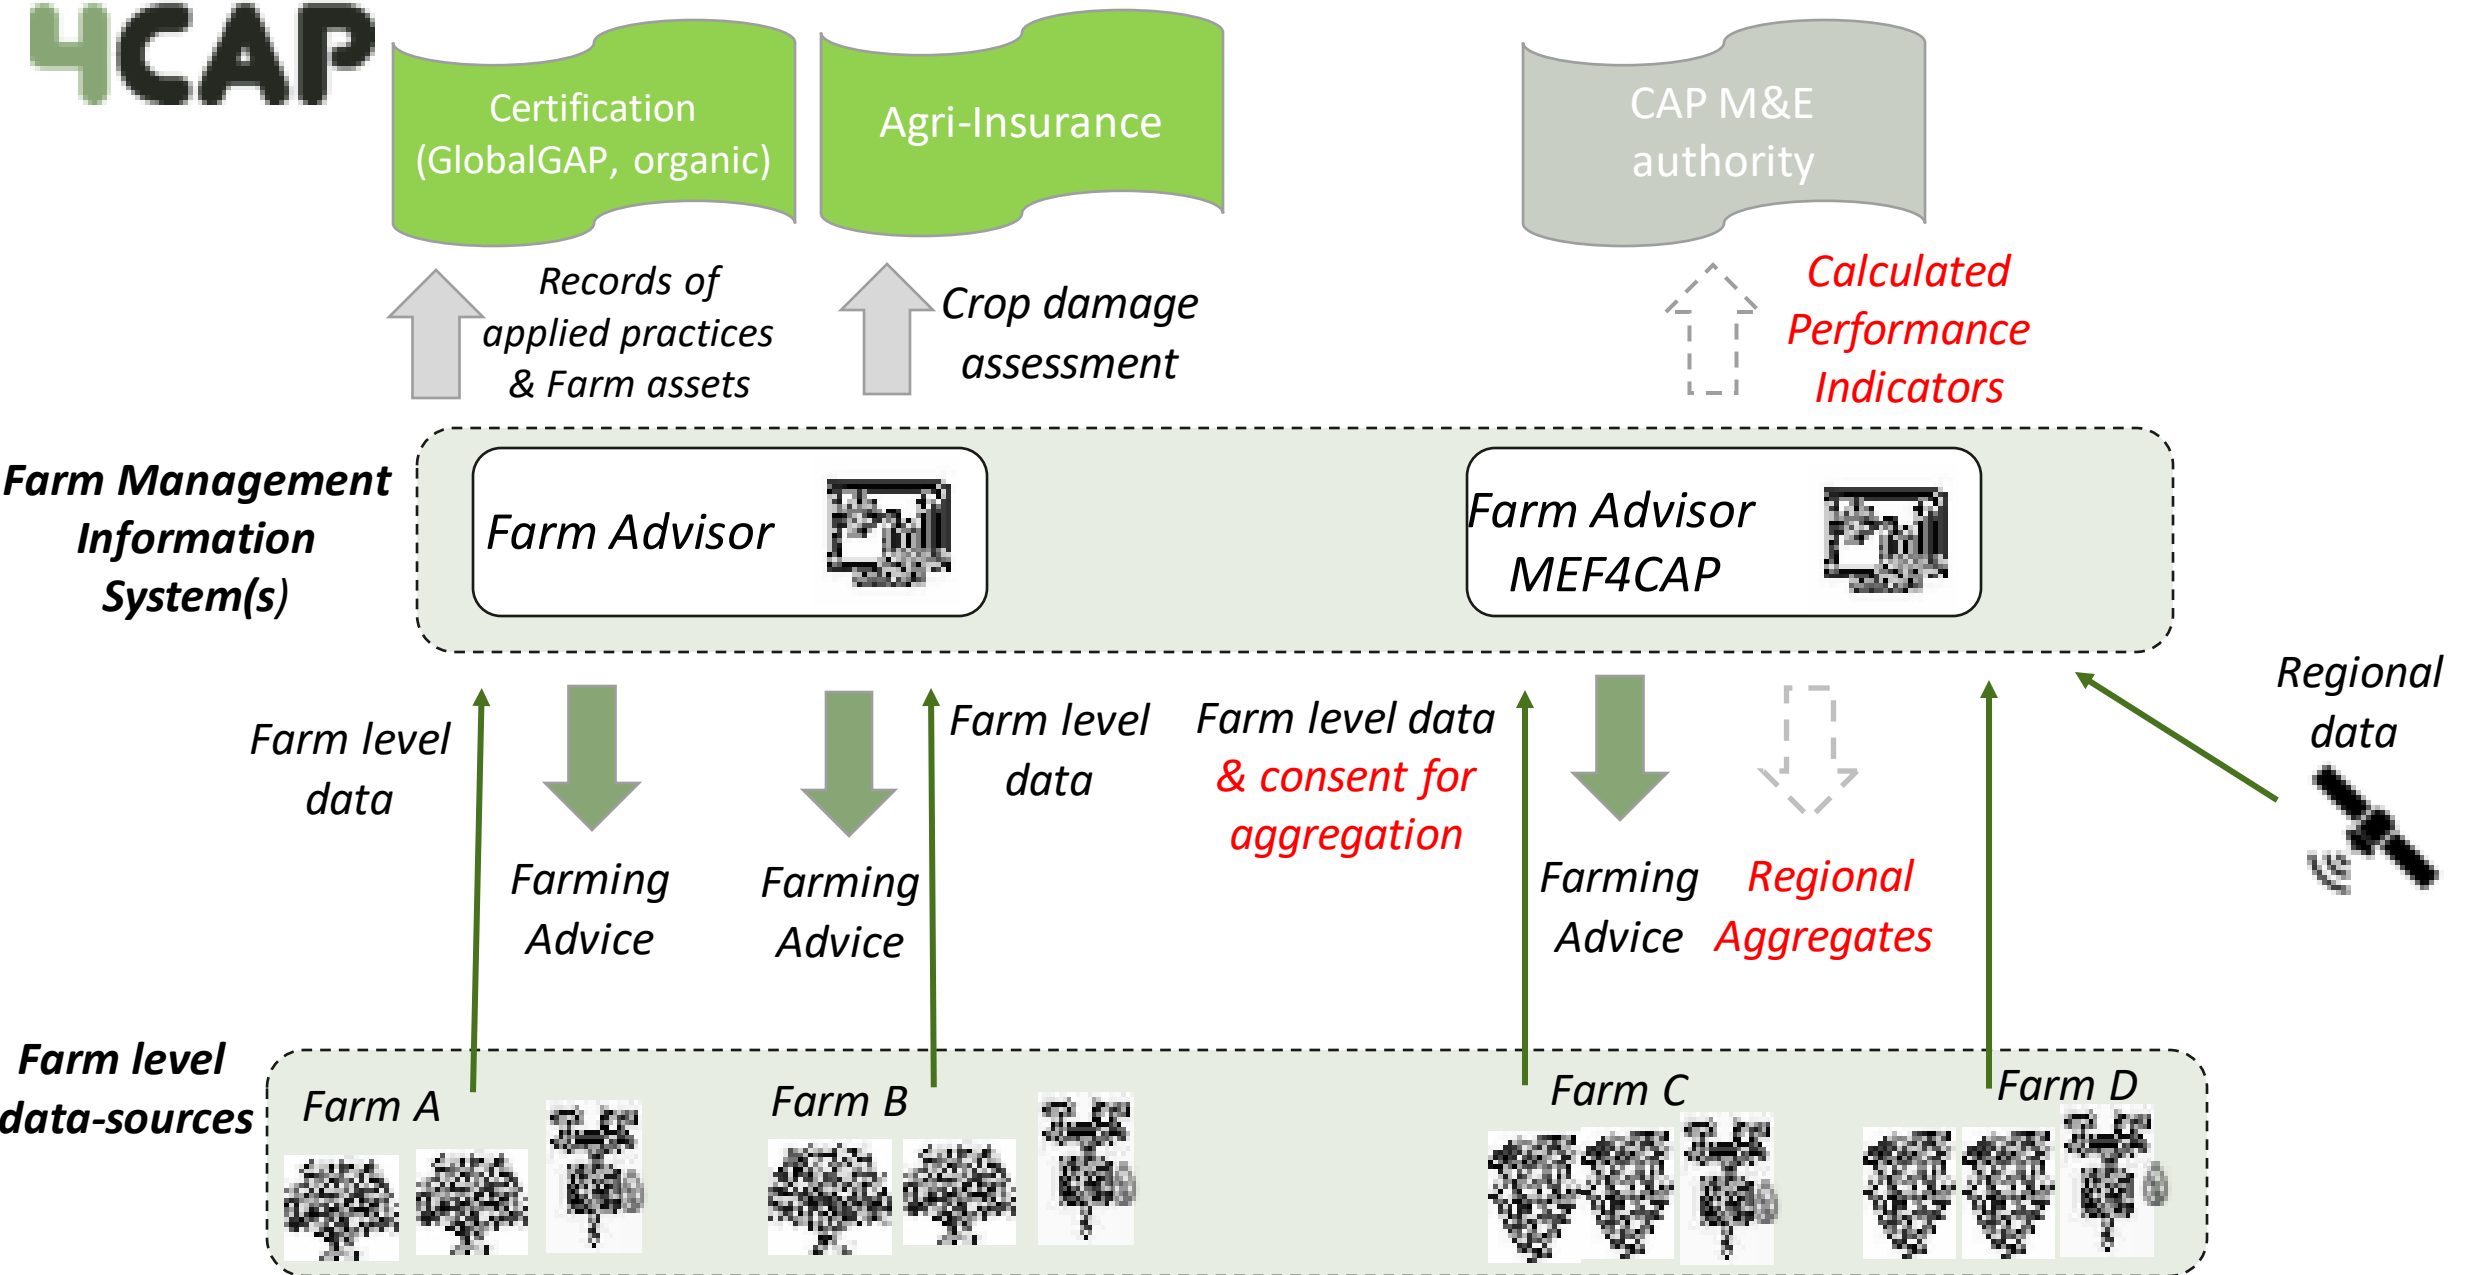 4CAP
Certification
(GlobalGAP, organic)
Agri-Insurance
CAP M&E
authority
Records of
applied practices
& Farm assets
Crop damage
assessment
Calculated
Performance
Indicators
Farm Management
Information
System(s)
Farm Advisor
Farm Advisor
MEF4CAP
Farm level
data
Farming
Advice
Farming
Advice
Farm level
data
Farm level data
& consent for
aggregation
Farming
Advice
Regional
Aggregates
Regional
data
Farm level
data-sources
Farm A
Farm B
Farm C
Farm D